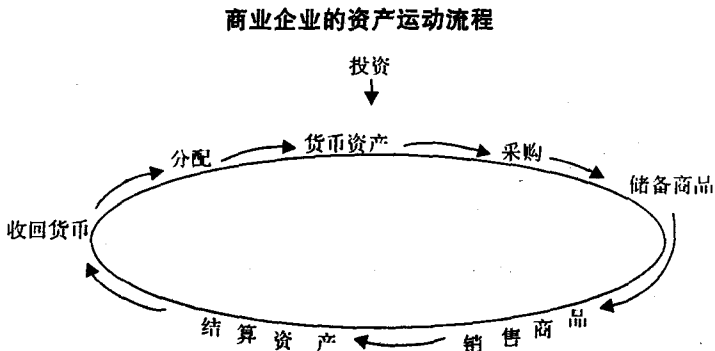 商业企业的资产运动流程
投资
货币资产
采购
储备商品
销售商品
结算资产
收回货币
分配